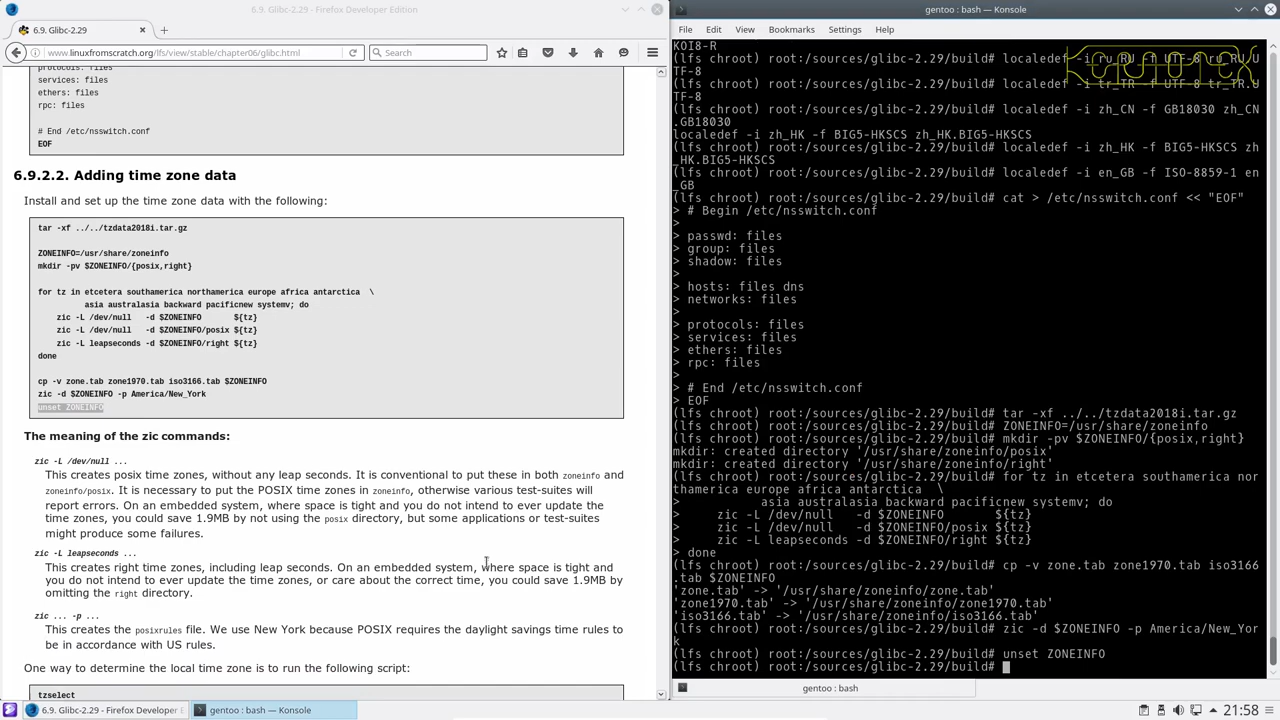 6.9. Glibc-2.29 - Firefox Developer Edition
6.9. Glibc-2.29
www.linuxfromscratch.org/lfs/view/stable/chapter06/glibc.html
Search
protocols: files
services: files
ethers: files
rpc: files
# End /etc/nsswitch.conf
EOF
6.9.2.2. Adding time zone data
Install and set up the time zone data with the following:
tar -xf ../../tzdata2018i.tar.gz
ZONEINFO=/usr/share/zoneinfo
mkdir -pv $ZONEINFO/{posix,right}
for tz in etcetera southamerica northamerica europe africa antarctica  \
          asia australasia backward pacificnew systemv; do
    zic -L /dev/null   -d $ZONEINFO       ${tz}
    zic -L /dev/null   -d $ZONEINFO/posix ${tz}
    zic -L leapseconds -d $ZONEINFO/right ${tz}
done
cp -v zone.tab zone1970.tab iso3166.tab $ZONEINFO
zic -d $ZONEINFO -p America/New_York
unset ZONEINFO
The meaning of the zic commands:
zic -L /dev/null ...
This creates posix time zones, without any leap seconds. It is conventional to put these in both zoneinfo and
zoneinfo/posix. It is necessary to put the POSIX time zones in zoneinfo, otherwise various test-suites will
report errors. On an embedded system, where space is tight and you do not intend to ever update the
time zones, you could save 1.9MB by not using the posix directory, but some applications or test-suites
might produce some failures.
zic -L leapseconds ...
This creates right time zones, including leap seconds. On an embedded system, where space is tight and
you do not intend to ever update the time zones, or care about the correct time, you could save 1.9MB by
omitting the right directory.
zic ... -p ...
This creates the posixrules file. We use New York because POSIX requires the daylight savings time rules to
be in accordance with US rules.
One way to determine the local time zone is to run the following script:
tzselect
gentoo : bash — Konsole
File Edit View Bookmarks Settings Help
KOI8-R
(lfs chroot) root:/sources/glibc-2.29/build# localedef -i ru_RU -f UTF-8 ru_RU.U
TF-8
(lfs chroot) root:/sources/glibc-2.29/build# localedef -i tr_TR -f UTF-8 tr_TR.U
TF-8
(lfs chroot) root:/sources/glibc-2.29/build# localedef -i zh_CN -f GB18030 zh_CN
.GB18030
localedef -i zh_HK -f BIG5-HKSCS zh_HK.BIG5-HKSCS
(lfs chroot) root:/sources/glibc-2.29/build# localedef -i zh_HK -f BIG5-HKSCS zh
_HK.BIG5-HKSCS
(lfs chroot) root:/sources/glibc-2.29/build# localedef -i en_GB -f ISO-8859-1 en
_GB
(lfs chroot) root:/sources/glibc-2.29/build# cat > /etc/nsswitch.conf << "EOF"
> # Begin /etc/nsswitch.conf
>
> passwd: files
> group: files
> shadow: files
>
> hosts: files dns
> networks: files
>
> protocols: files
> services: files
> ethers: files
> rpc: files
>
> # End /etc/nsswitch.conf
> EOF
(lfs chroot) root:/sources/glibc-2.29/build# tar -xf ../../tzdata2018i.tar.gz
(lfs chroot) root:/sources/glibc-2.29/build# ZONEINFO=/usr/share/zoneinfo
(lfs chroot) root:/sources/glibc-2.29/build# mkdir -pv $ZONEINFO/{posix,right}
mkdir: created directory '/usr/share/zoneinfo/posix'
mkdir: created directory '/usr/share/zoneinfo/right'
(lfs chroot) root:/sources/glibc-2.29/build# for tz in etcetera southamerica nor
thamerica europe africa antarctica  \
>           asia australasia backward pacificnew systemv; do
>     zic -L /dev/null   -d $ZONEINFO       ${tz}
>     zic -L /dev/null   -d $ZONEINFO/posix ${tz}
>     zic -L leapseconds -d $ZONEINFO/right ${tz}
> done
(lfs chroot) root:/sources/glibc-2.29/build# cp -v zone.tab zone1970.tab iso3166
.tab $ZONEINFO
'zone.tab' -> '/usr/share/zoneinfo/zone.tab'
'zone1970.tab' -> '/usr/share/zoneinfo/zone1970.tab'
'iso3166.tab' -> '/usr/share/zoneinfo/iso3166.tab'
(lfs chroot) root:/sources/glibc-2.29/build# zic -d $ZONEINFO -p America/New_Yor
k
(lfs chroot) root:/sources/glibc-2.29/build# unset ZONEINFO
(lfs chroot) root:/sources/glibc-2.29/build#
gentoo : bash
6.9. Glibc-2.29 - Firefox Developer E
gentoo : bash — Konsole
21:58